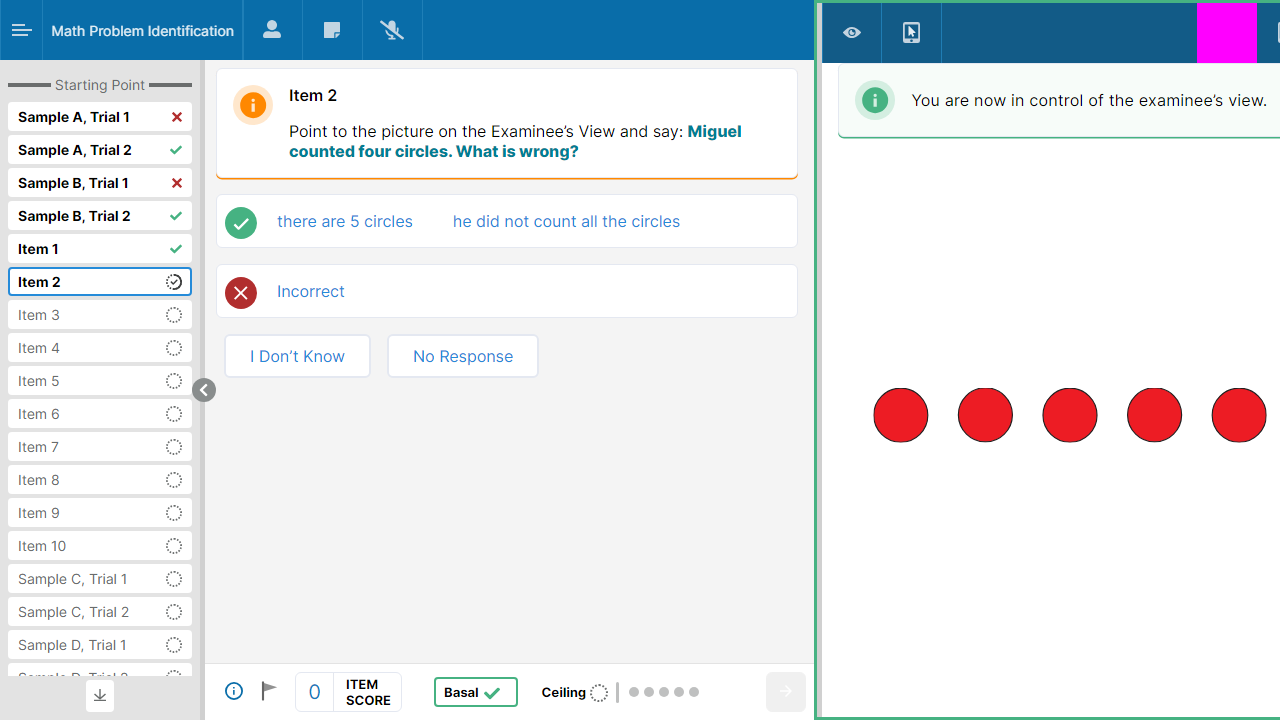 Math Problem Identification
Starting Point
Sample A, Trial 1
Sample A, Trial 2
Sample B, Trial 1
Sample B, Trial 2
Item 1
Item 2
Item 3
Item 4
Item 5
Item 6
Item 7
Item 8
Item 9
Item 10
Sample C, Trial 1
Sample C, Trial 2
Sample D, Trial 1
Item 2
Point to the picture on the Examinee’s View and say: Miguel
counted four circles. What is wrong?
there are 5 circles he did not count all the circles
Incorrect
I Don’t Know No Response
0 ITEM SCORE
Basal Ceiling
You are now in control of the examinee’s view.